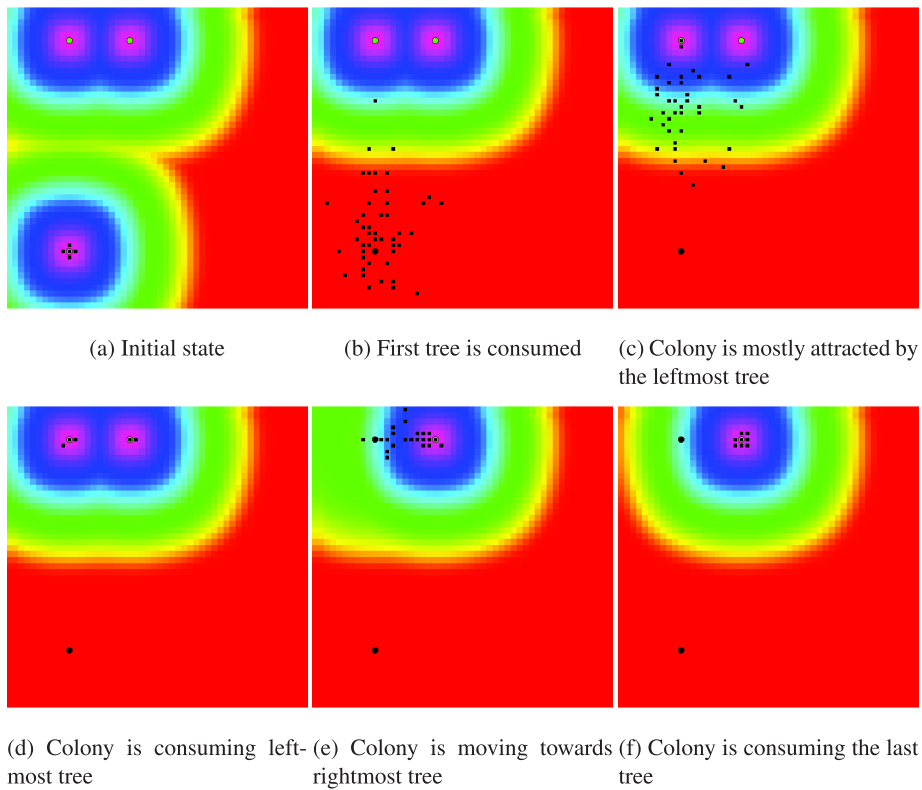 (a) Initial state
(b) First tree is consumed
(c) Colony is mostly attracted by
the leftmost tree
(d) Colony is consuming left-
most tree
(e) Colony is moving towards
rightmost tree
(f) Colony is consuming the last
tree